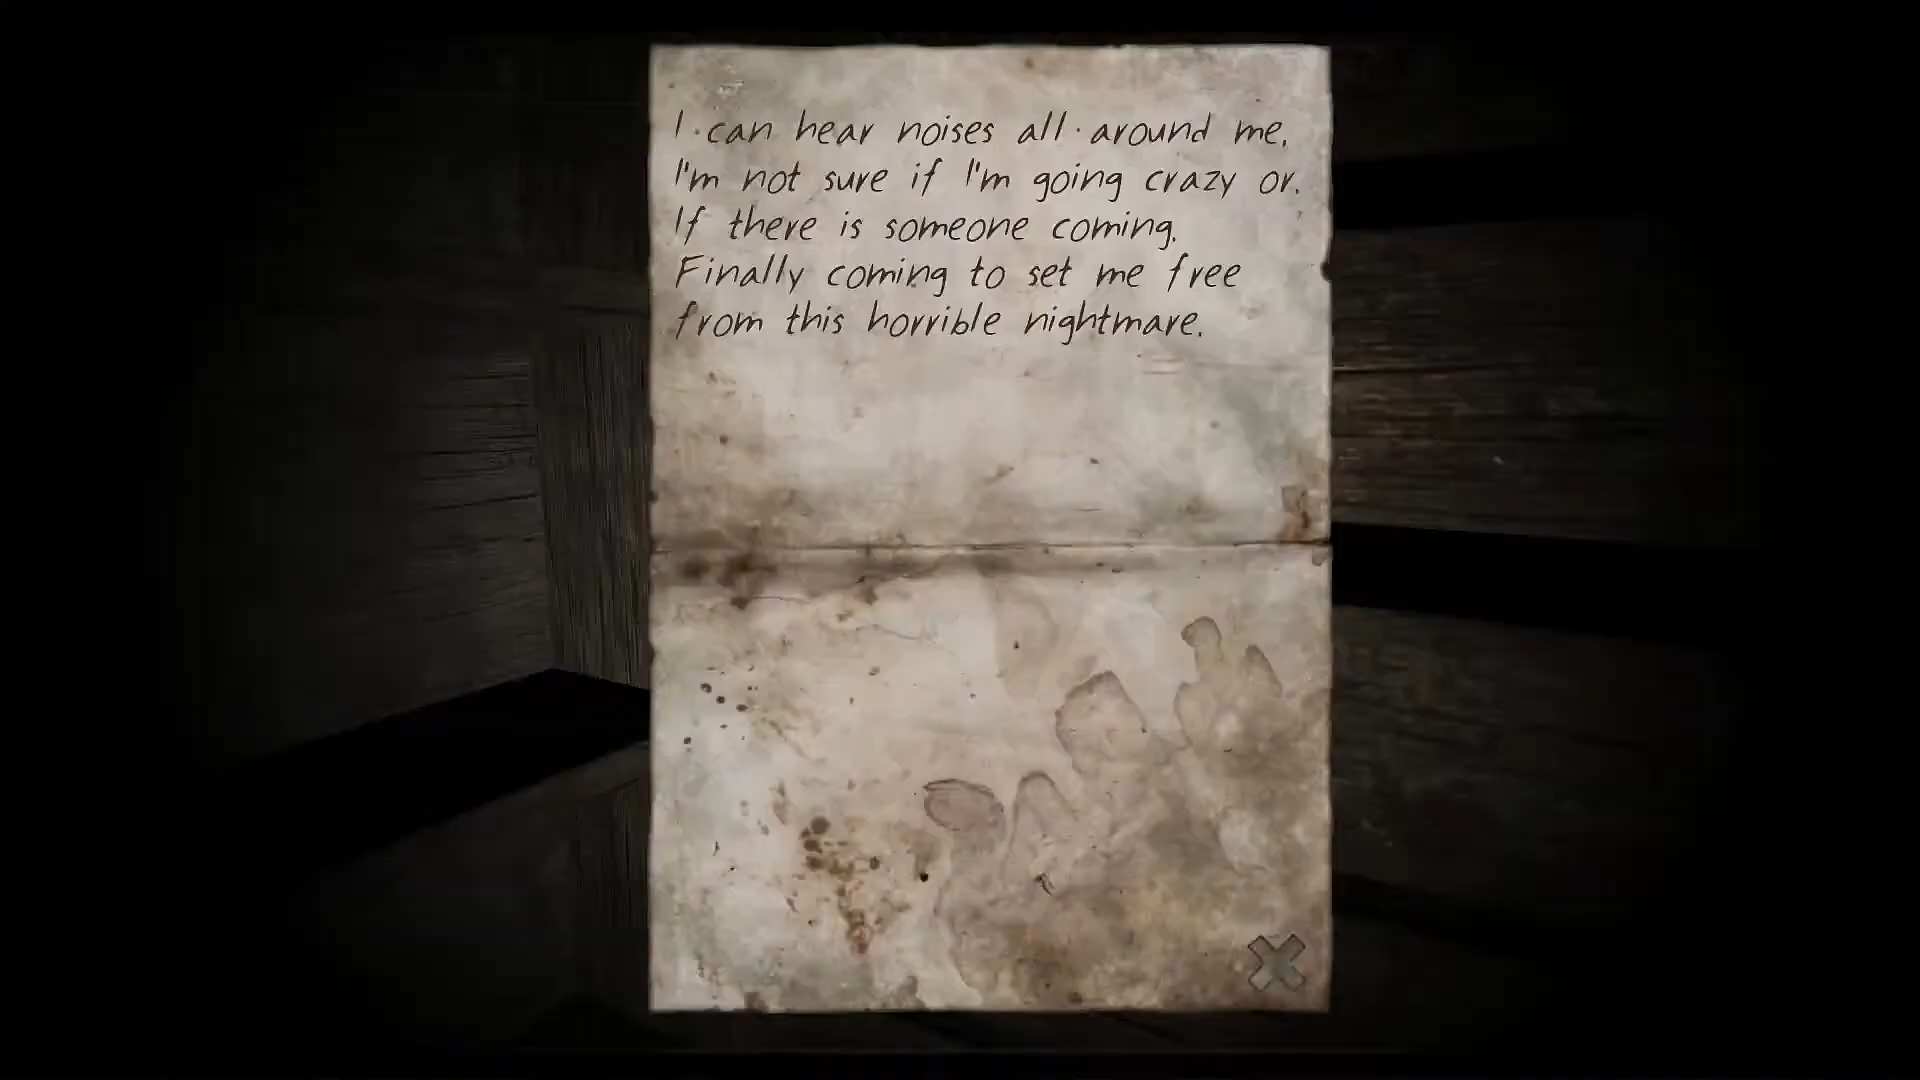 I can hear noises all around me.
I'm not sure if I'm going crazy or.
If there is someone coming.
Finally coming to set me free
from this horrible nightmare.